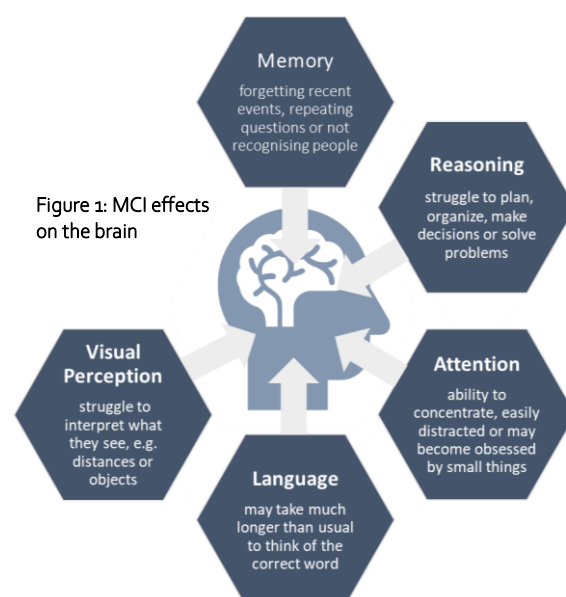 Memory
forgetting recent
events, repeating
questions or not
recognising people
Reasoning
struggle to plan,
organize, make
decisions or solve
problems
Figure 1: MCI effects
on the brain
Visual
Perception
struggle to
interpret what
they see, e.g.
distances or
objects
Attention
ability to
concentrate, easily
distracted or may
become obsessed
by small things
Language
may take much
longer than usual
to think of the
correct word